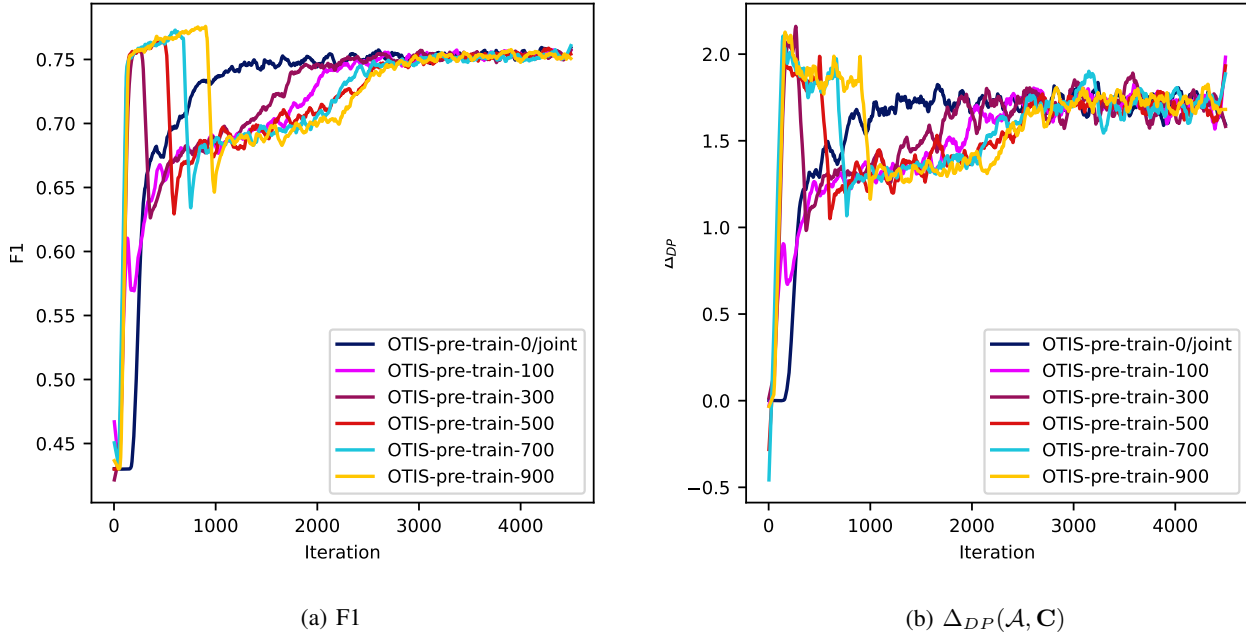 0.75
0.70
0.65
0.60
0.55
0.50
0.45
F1
0
1000
2000
3000
4000
Iteration
OTIS-pre-train-0/joint
OTIS-pre-train-100
OTIS-pre-train-300
OTIS-pre-train-500
OTIS-pre-train-700
OTIS-pre-train-900
(a) F1
2.0
1.5
1.0
0.5
0.0
−0.5
Δ_{DP}
0
1000
2000
3000
4000
Iteration
OTIS-pre-train-0/joint
OTIS-pre-train-100
OTIS-pre-train-300
OTIS-pre-train-500
OTIS-pre-train-700
OTIS-pre-train-900
(b) Δ_{DP}(𝒜, 𝐂)